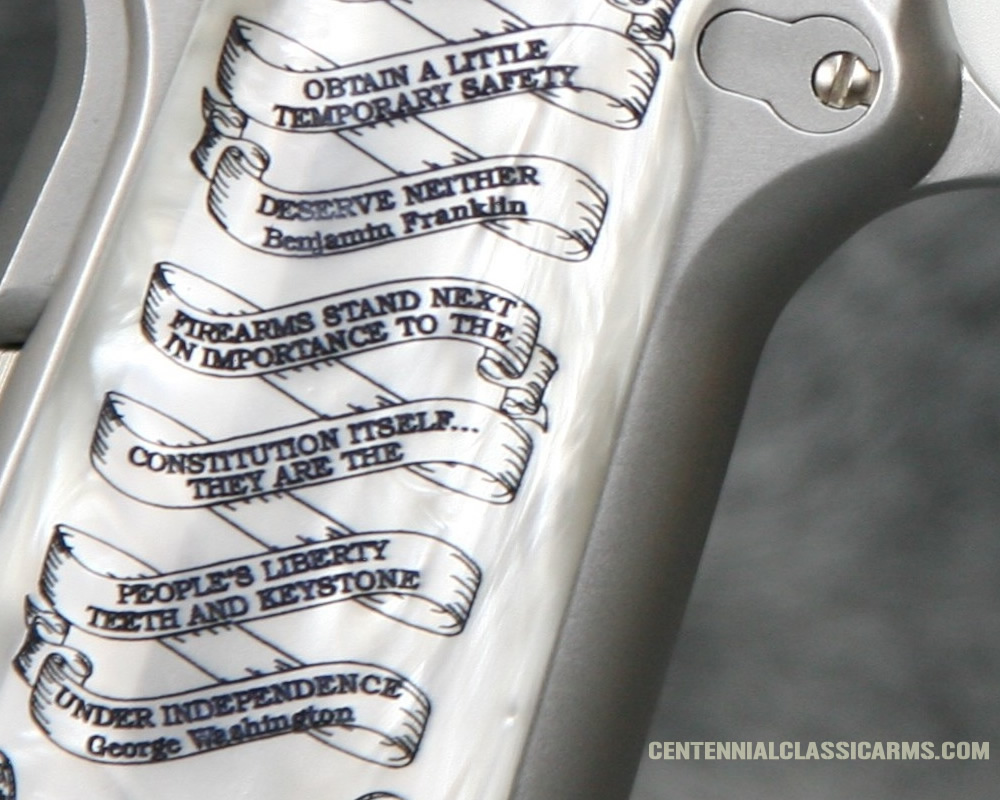 OBTAIN A LITTLE
TEMPORARY SAFETY
DESERVE NEITHER
Benjamin Franklin
FIREARMS STAND NEXT
IN IMPORTANCE TO THE
CONSTITUTION ITSELF...
THEY ARE THE
PEOPLE'S LIBERTY
TEETH AND KEYSTONE
UNDER INDEPENDENCE
George Washington
CENTENNIALCLASSICARMS.COM